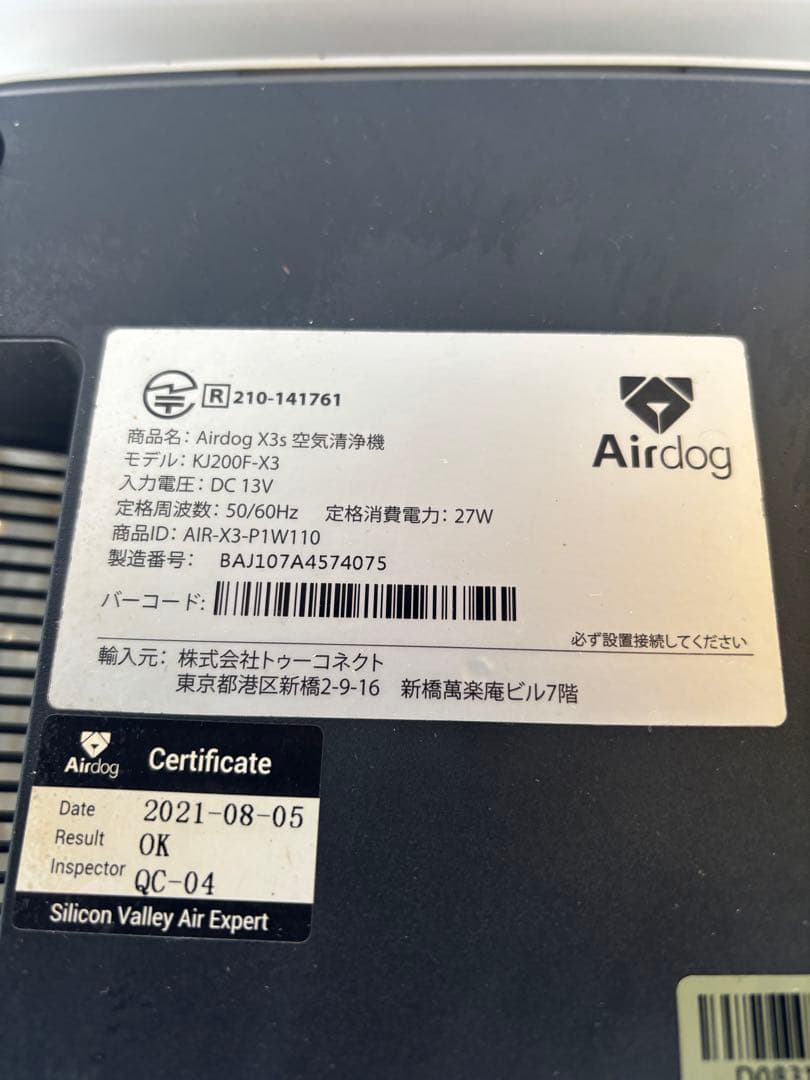 R 210-141761
Airdog
商品名: Airdog X3s 空気清浄機
モデル: KJ200F-X3
入力電圧: DC 13V
定格周波数: 50/60Hz 定格消費電力: 27W
商品ID: AIR-X3-P1W110
製造番号: BAJ107A4574075
バーコード:
必ず設置接続してください
輸入元: 株式会社トゥーコネクト
東京都港区新橋2-9-16 新橋萬楽庵ビル7階
Airdog Certificate
Date 2021-08-05
Result OK
Inspector QC-04
Silicon Valley Air Expert